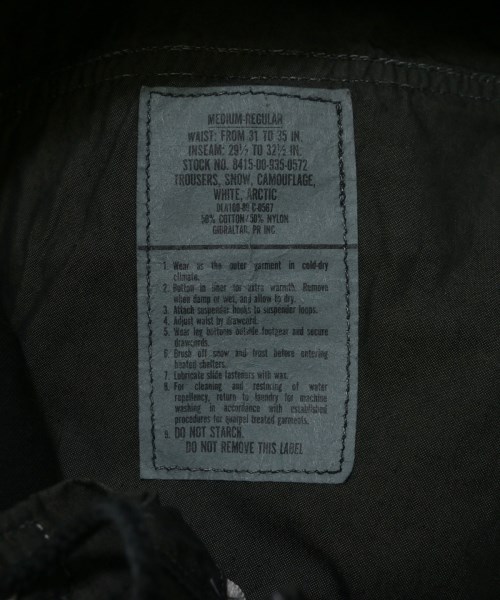 MEDIUM-REGULAR
WAIST: FROM 31 TO 35 IN.
INSEAM: 29½ TO 32½ IN.
STOCK NO. 8415-00-935-0572
TROUSERS, SNOW, CAMOUFLAGE,
WHITE, ARCTIC
50% COTTON/50% NYLON
GIBRALTAR, PR INC
1. Wear as the outer garment in cold-dry
climate.
2. Button in liner for extra warmth. Remove
when damp or wet, and allow to dry.
3. Attach suspender hooks to suspender loops.
4. Adjust waist by drawcord.
5. Wear leg bottoms outside footgear and secure
drawcords.
6. Brush off snow and frost before entering
heated shelters.
7. Lubricate slide fasteners with wax.
8. For cleaning and restoring of water
repellency, return to laundry for machine
washing in accordance with established
procedures for quarpel treated garments.
9. DO NOT STARCH.
DO NOT REMOVE THIS LABEL